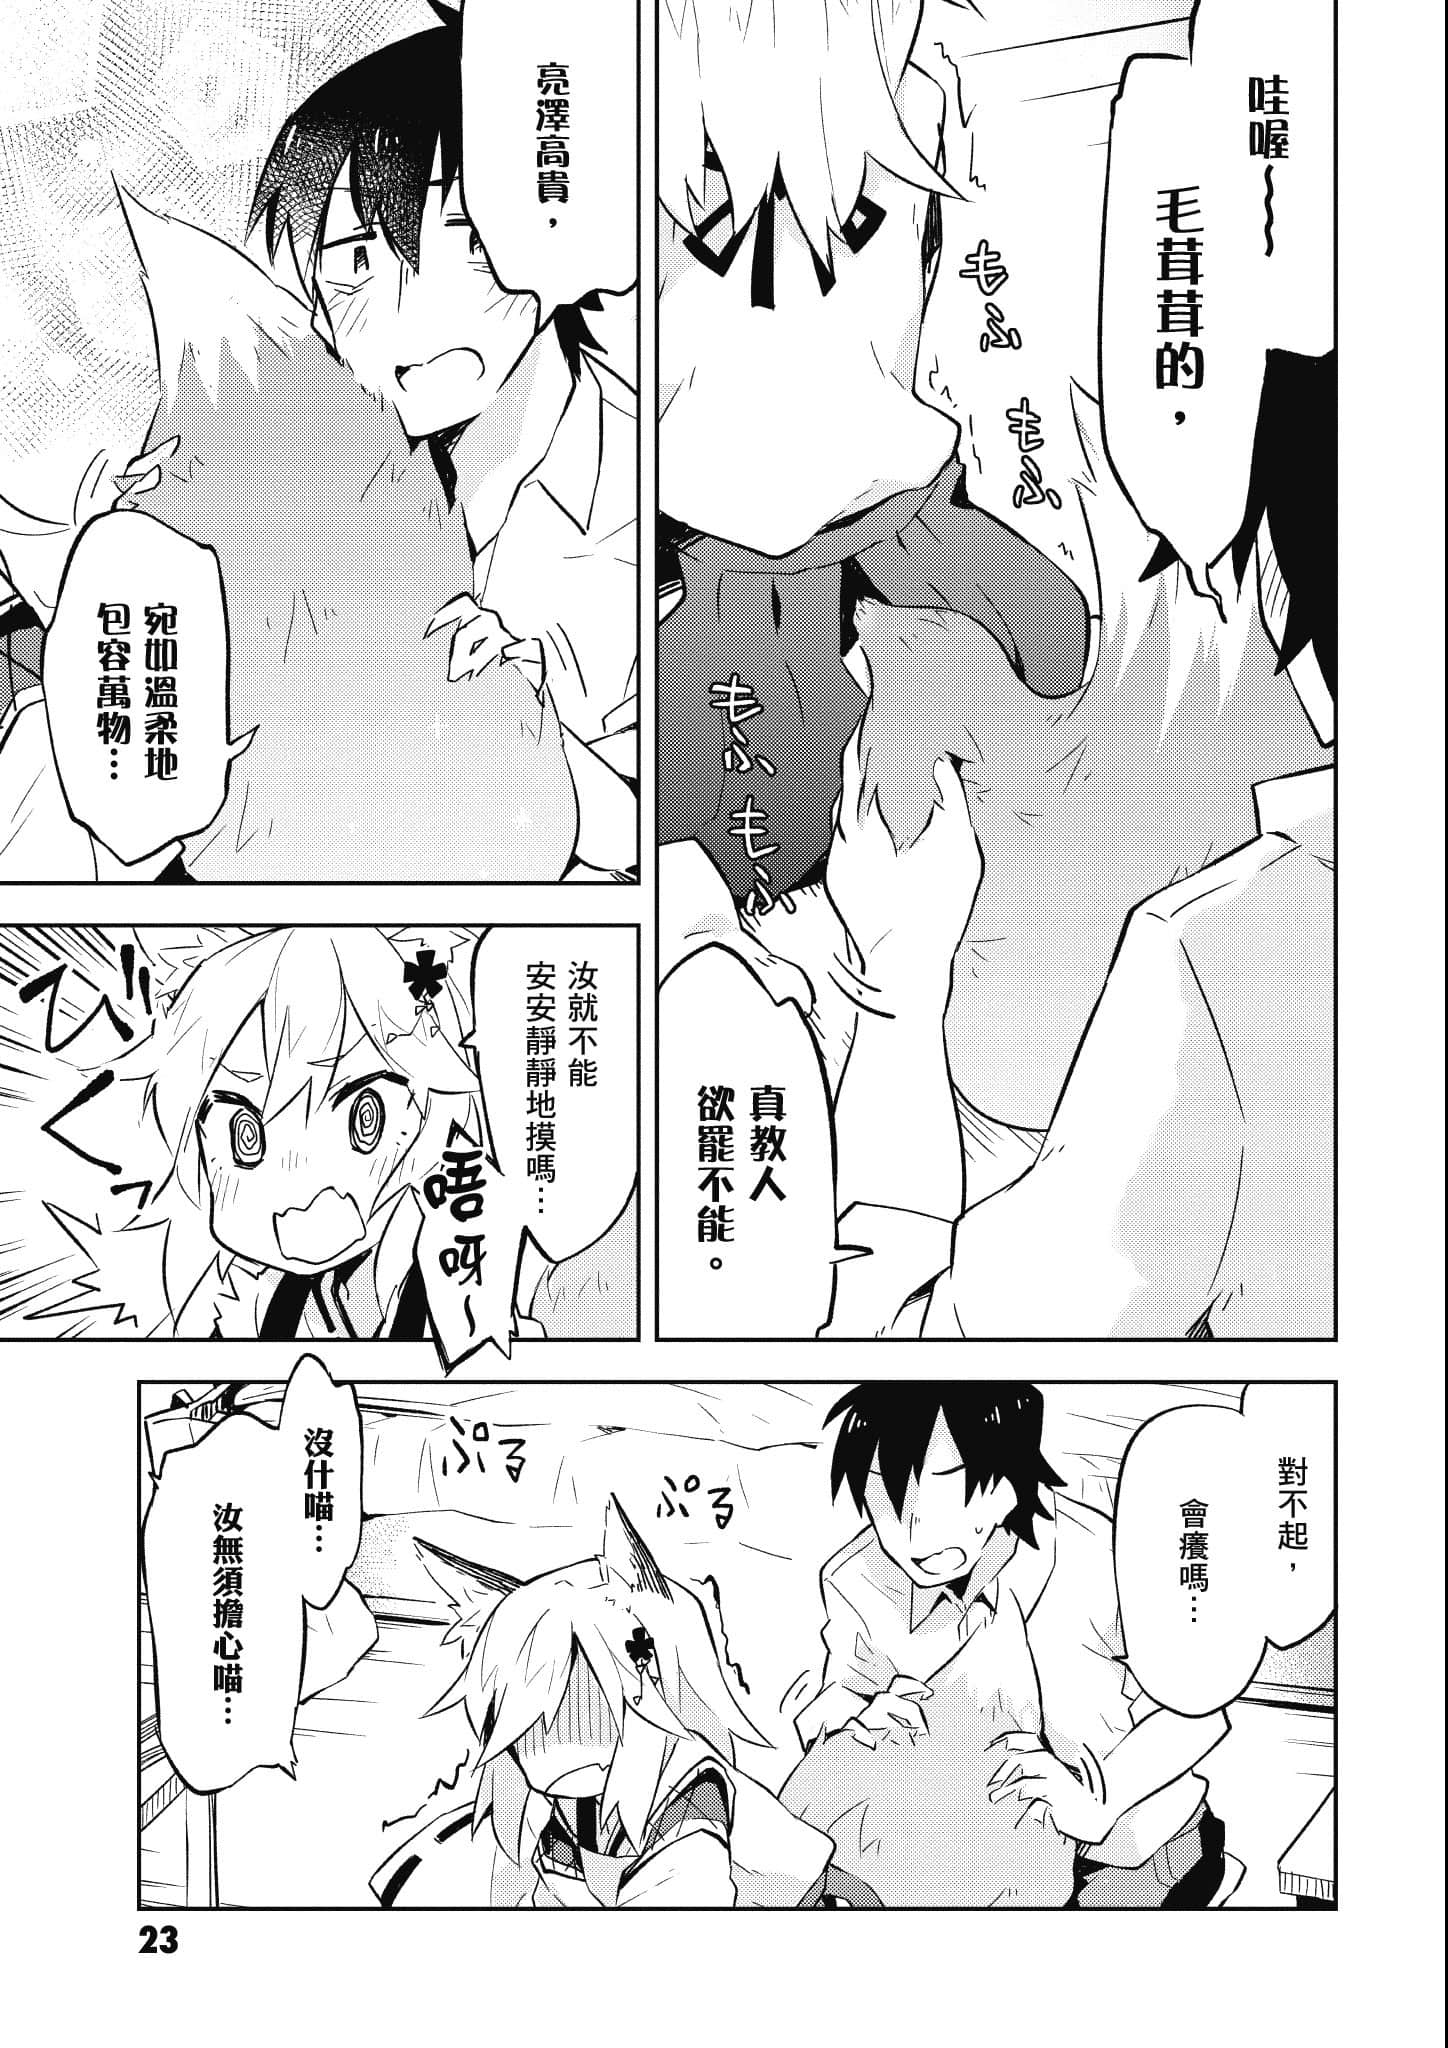 哇喔～～
毛茸茸的，
もふ
もふ
もふ
もふ
真教人
欲罷不能。
亮澤高貴，
宛如溫柔地
包容萬物…
汝就不能
安安靜靜地摸嗎…
唔呀～
びくっ
對不起，
會癢嗎…
ぷる
ぷる
沒什喵…
汝無須擔心喵…
23